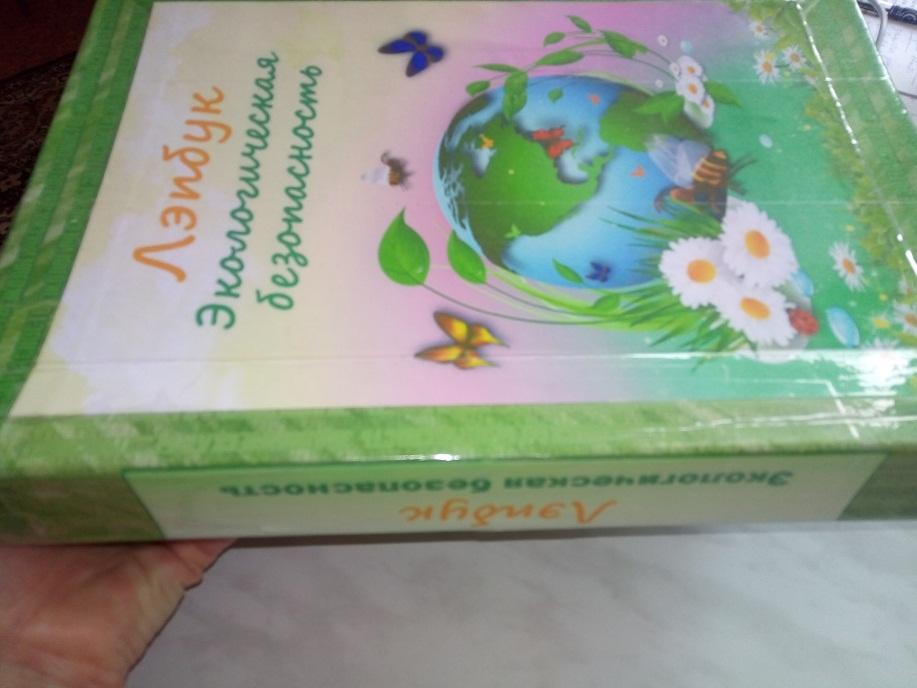 Лэпбук
Экологическая
безопасность
Лэпбук
Экологическая безопасность